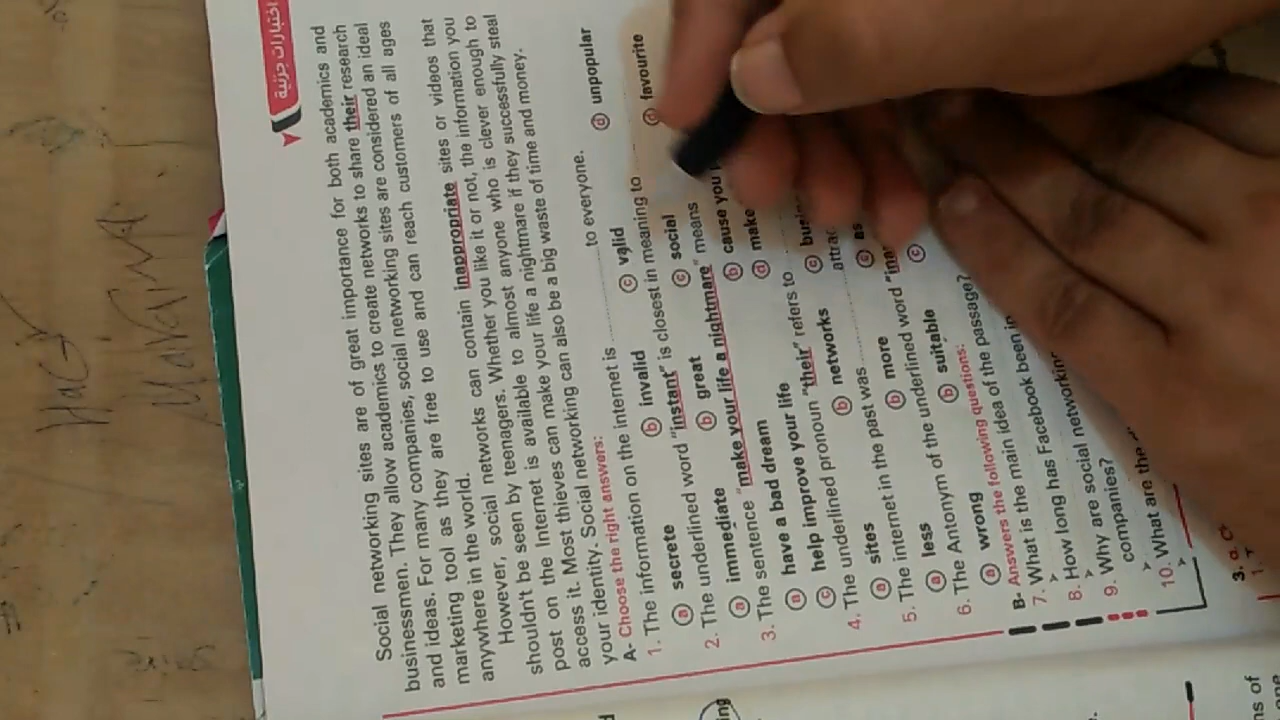 اختبارات جزئية
Social networking sites are of great importance for both academics and
businessmen. They allow academics to create networks to share their research
and ideas. For many companies, social networking sites are considered an ideal
marketing tool as they are free to use and can reach customers of all ages
anywhere in the world.
However, social networks can contain inappropriate sites or videos that
shouldn't be seen by teenagers. Whether you like it or not, the information you
post on the Internet is available to almost anyone who is clever enough to
access it. Most thieves can make your life a nightmare if they successfully steal
your identity. Social networking can also be a big waste of time and money.
A- Choose the right answers:
1. The information on the internet is ........ to everyone.
a secrete b invalid c valid d unpopular
2. The underlined word "instant" is closest in meaning to
a immediate b great c social d favourite
3. The sentence "make your life a nightmare" means
a have a bad dream b cause you
c help improve your life d make
4. The underlined pronoun "their" refers to
a sites b networks c
5. The internet in the past was ........
a less b more c as
6. The Antonym of the underlined word
a wrong b suitable c
B- Answers the following questions:
7. What is the main idea of the passage?
8. How long has Facebook been
9. Why are social
companies?
10. What are the
3. a.
1.